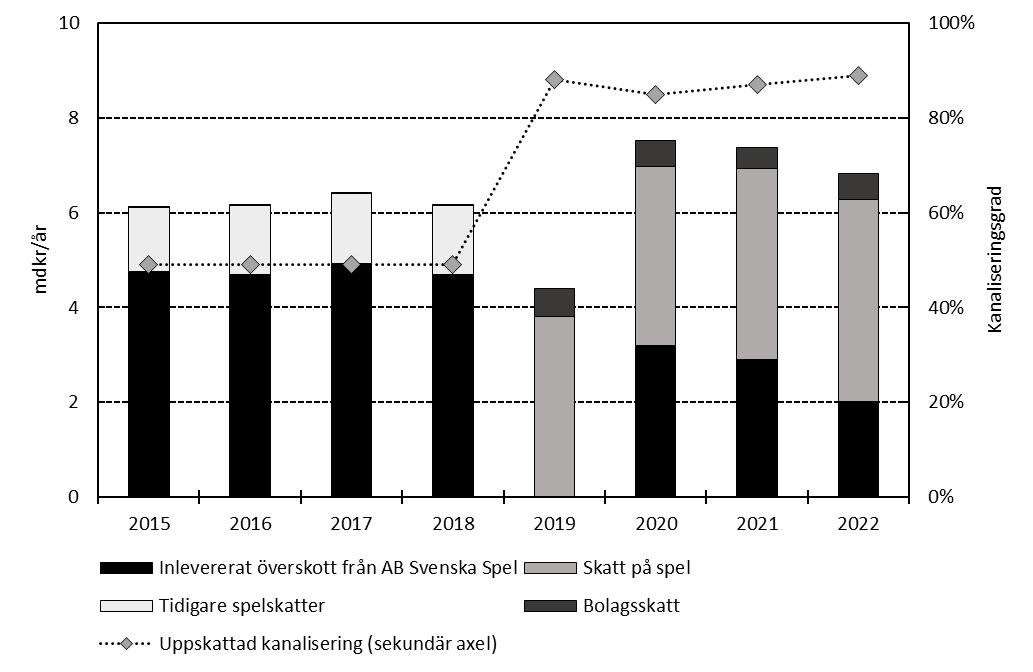 10
8
6
4
2
0
mdkr/år
100%
80%
60%
40%
20%
0%
Kanaliseringsgrad
2015 2016 2017 2018 2019 2020 2021 2022
Inlevererat överskott från AB Svenska Spel Skatt på spel
Tidigare spelskatter Bolagsskatt
Uppskattad kanalisering (sekundär axel)